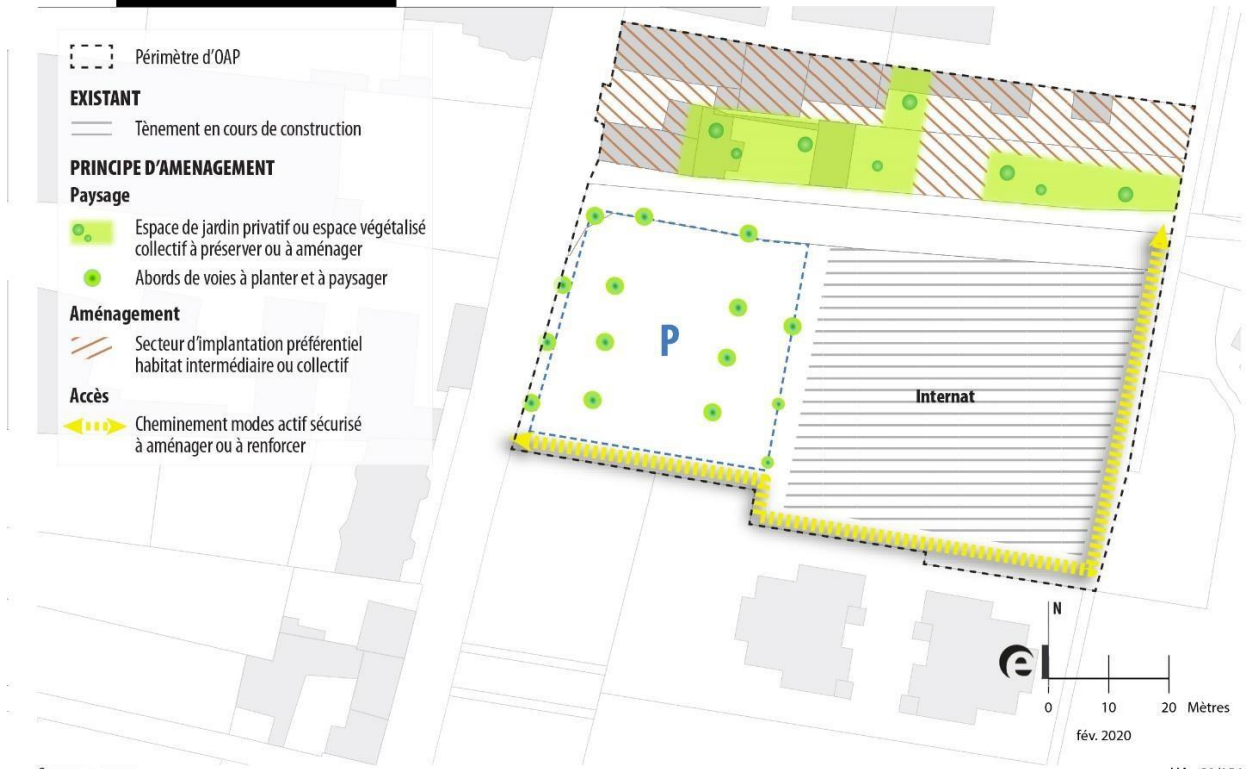 Périmètre d'OAP
EXISTANT
Tènement en cours de construction
PRINCIPE D'AMENAGEMENT
Paysage
Espace de jardin privatif ou espace végétalisé
collectif à préserver ou à aménager
Abords de voies à planter et à paysager
Aménagement
Secteur d'implantation préférentiel
habitat intermédiaire ou collectif
Accès
Cheminement modes actif sécurisé
à aménager ou à renforcer
P
Internat
N
0 10 20 Mètres
fév. 2020